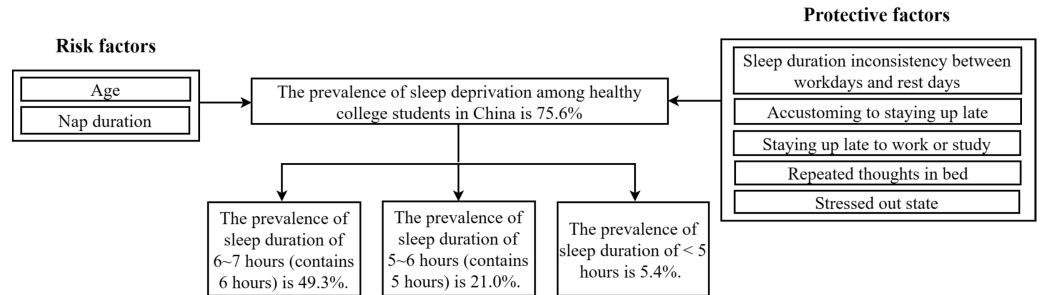 Protective factors
Risk factors
Age
Nap duration
The prevalence of sleep deprivation among healthy
college students in China is 75.6%
Sleep duration inconsistency between
workdays and rest days
Accustoming to staying up late
Staying up late to work or study
Repeated thoughts in bed
Stressed out state
The prevalence of
sleep duration of
6~7 hours (contains
6 hours) is 49.3%.
The prevalence of
sleep duration of
5~6 hours (contains
5 hours) is 21.0%.
The prevalence of
sleep duration of < 5
hours is 5.4%.